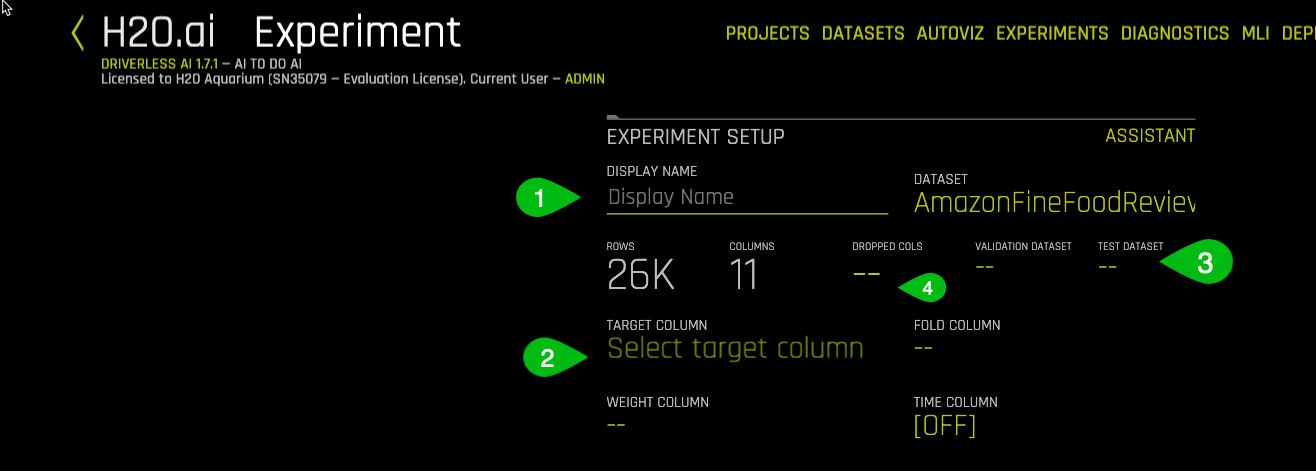 H2O.ai Experiment
PROJECTS DATASETS AUTOVIZ EXPERIMENTS DIAGNOSTICS MLI
DRIVERLESS AI 1.7.1 – AI TO DO AI
Licensed to H2O Aquarium (SN35079 – Evaluation License). Current User – ADMIN
EXPERIMENT SETUP ASSISTANT
DISPLAY NAME
1
Display Name
DATASET
AmazonFineFoodReview
ROWS COLUMNS DROPPED COLS VALIDATION DATASET TEST DATASET
26K 11 -- -- --
3
4
TARGET COLUMN FOLD COLUMN
2
Select target column --
WEIGHT COLUMN TIME COLUMN
-- [OFF]